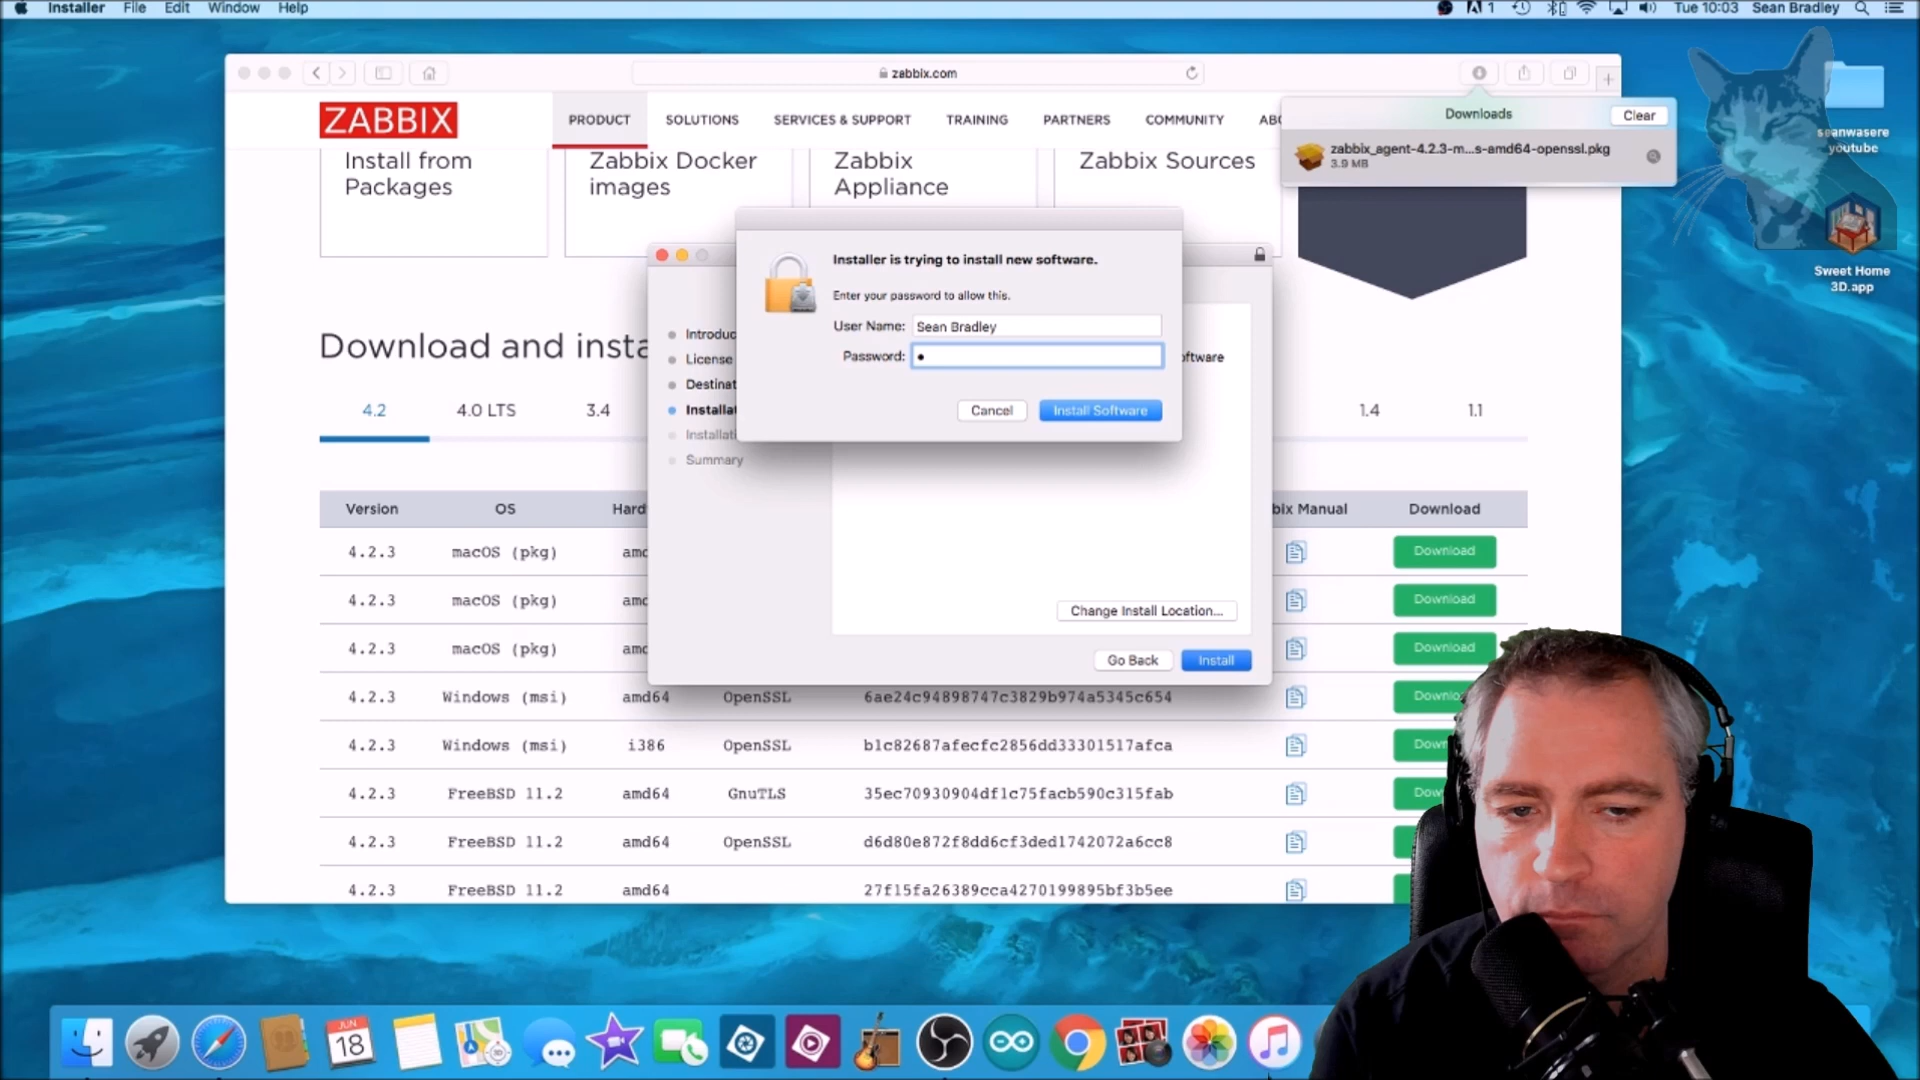 Installer File Edit Window Help
1 Tue 10:03 Sean Bradley
zabbix.com
ZABBIX
PRODUCT SOLUTIONS SERVICES & SUPPORT TRAINING PARTNERS COMMUNITY
Downloads
Clear
zabbix_agent-4.2.3-m...s-amd64-openssl.pkg
3.9 MB
seanwasere
youtube
Sweet Home
3D.app
Install from
Packages
Zabbix Docker
images
Zabbix
Appliance
Zabbix Sources
Installer is trying to install new software.
Enter your password to allow this.
User Name: Sean Bradley
Password: •
Cancel
Install Software
Introduc
License
Destinat
Installat
Installati
Summary
oftware
Change Install Location...
Go Back
Install
Download and insta
4.2 4.0 LTS 3.4 1.4 1.1
Version OS Hard bix Manual Download
4.2.3 macOS (pkg) amd Download
4.2.3 macOS (pkg) amd Download
4.2.3 macOS (pkg) amd Download
4.2.3 Windows (msi) amd64 OpenSSL 6ae24c94898747c3829b974a5345c654 Downlo
4.2.3 Windows (msi) i386 OpenSSL b1c82687afecfc2856dd33301517afca Down
4.2.3 FreeBSD 11.2 amd64 GnuTLS 35ec70930904df1c75facb590c315fab Dow
4.2.3 FreeBSD 11.2 amd64 OpenSSL d6d80e872f8dd6cf3ded1742072a6cc8
4.2.3 FreeBSD 11.2 amd64 27f15fa26389cca4270199895bf3b5ee
JUN
18
3D